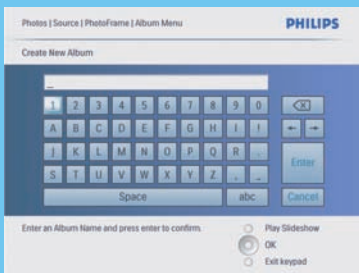 Photos | Source | PhotoFrame | Album Menu PHILIPS
Create New Album
_
1 2 3 4 5 6 7 8 9 0
A B C D E F G H I !
J K L M N O P Q R
S T U V W X Y Z . _
Enter
Space abc Cancel
Enter an Album Name and press enter to confirm.
Play Slideshow
OK
Exit keypad